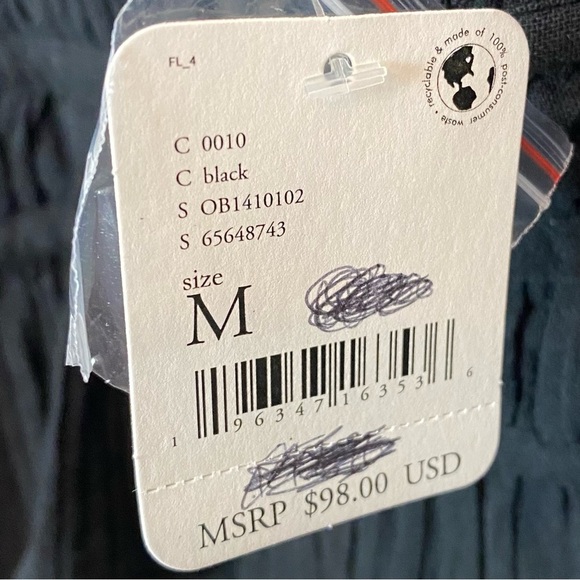 FL_4
recyclable & made of 100% post-consumer waste •
C 0010
C black
S OB1410102
S 65648743
size
M
1 96347 16353 6
MSRP $98.00 USD